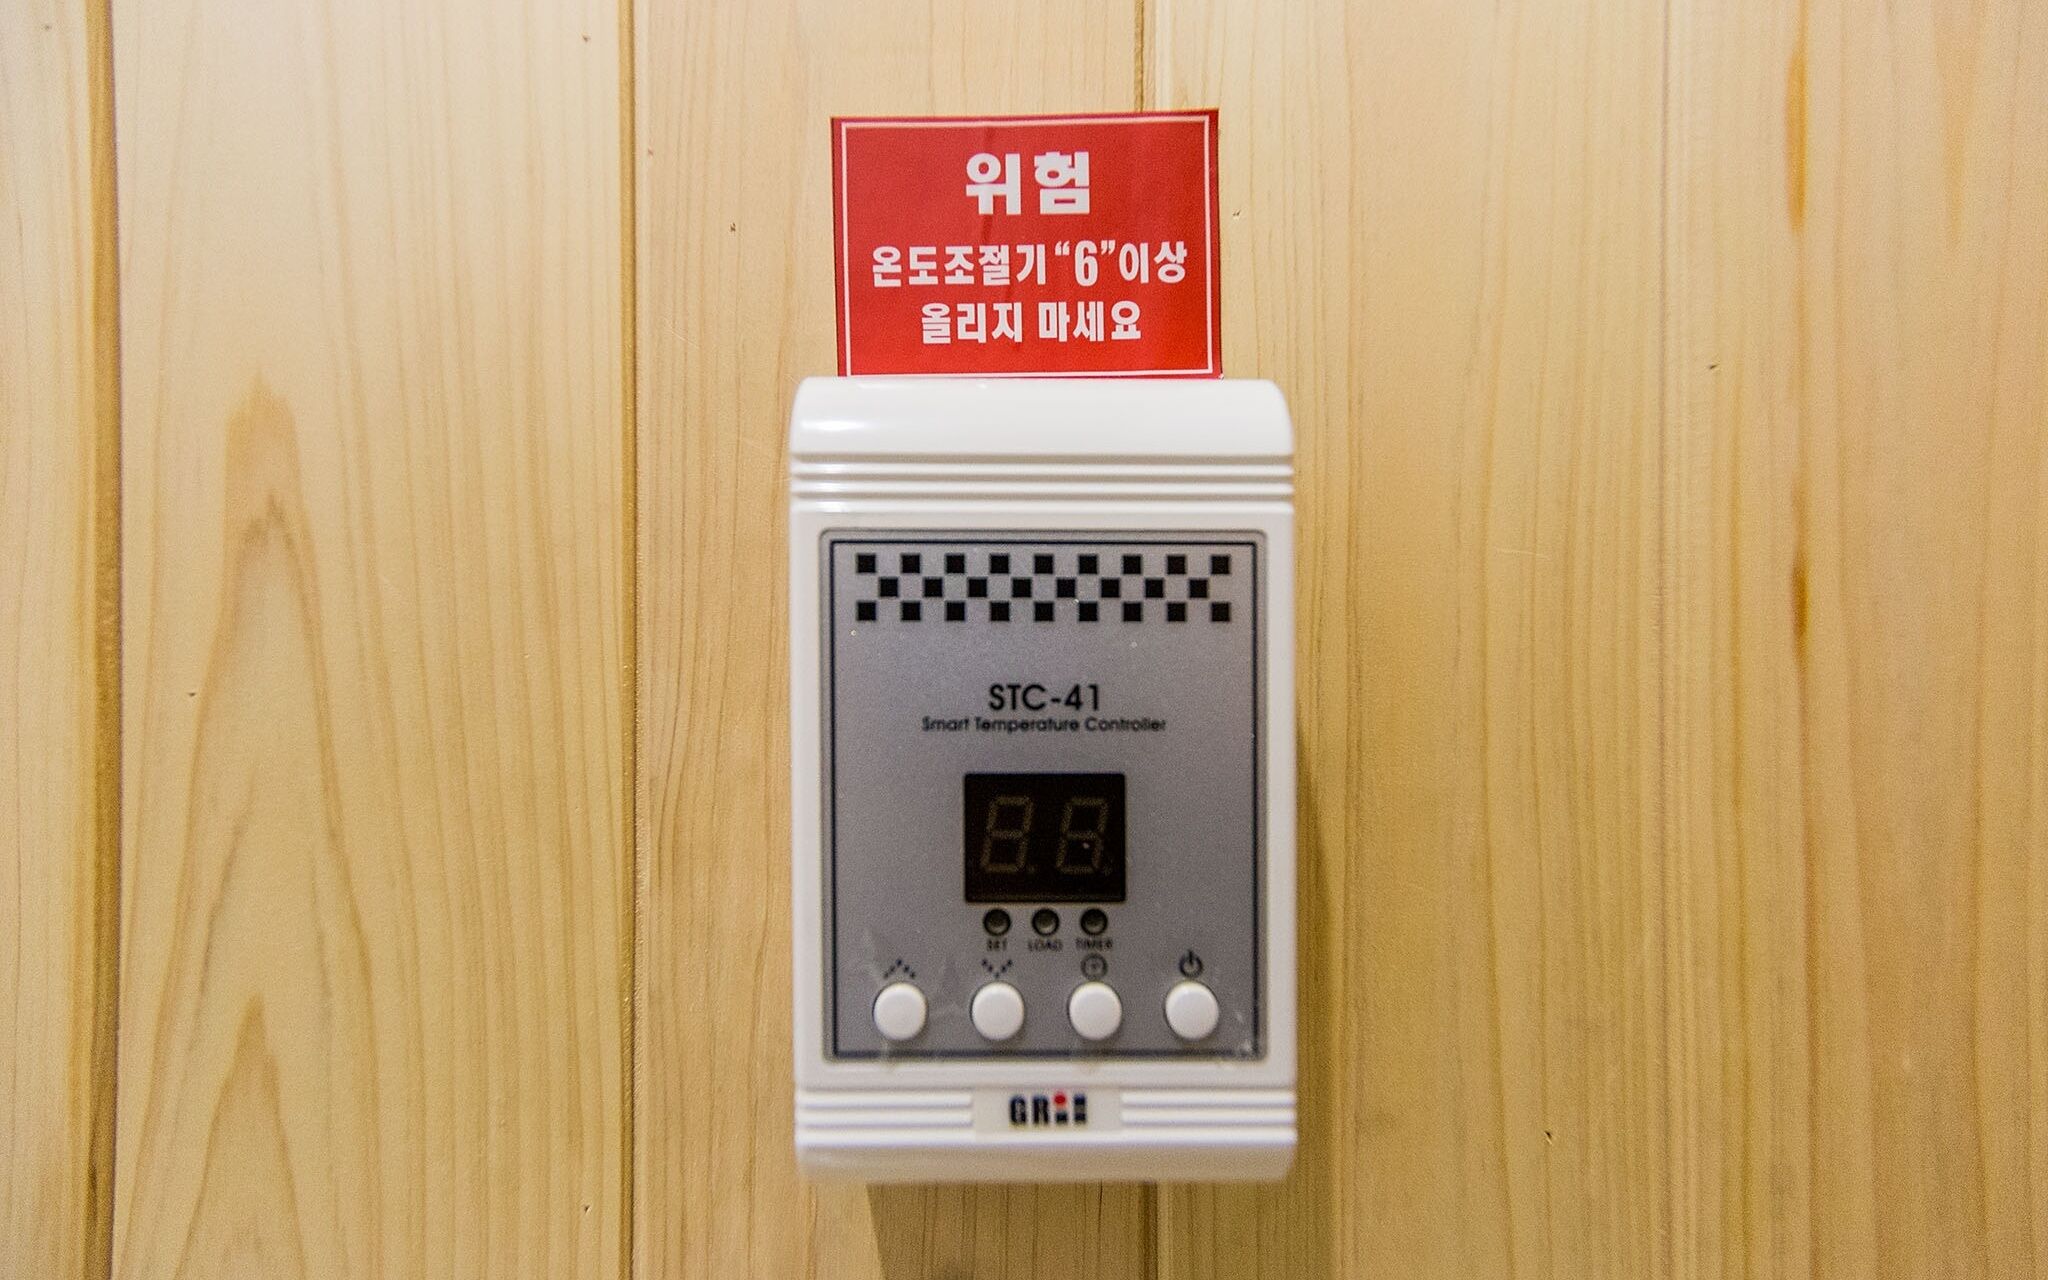 위험
온도조절기 “6”이상
올리지 마세요
STC-41
Smart Temperature Controller
SET LOAD TIMER